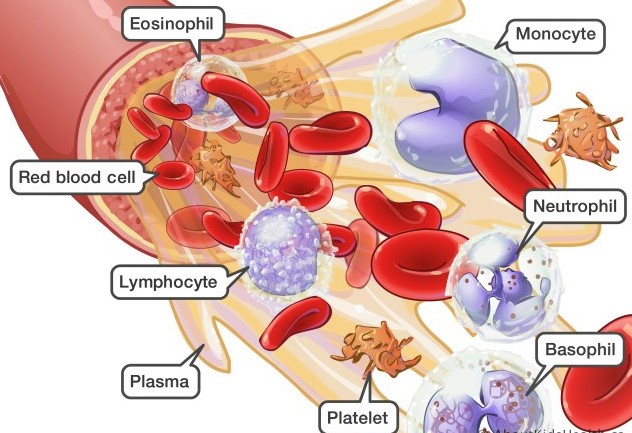 Eosinophil
Monocyte
Red blood cell
Neutrophil
Lymphocyte
Basophil
Plasma
Platelet